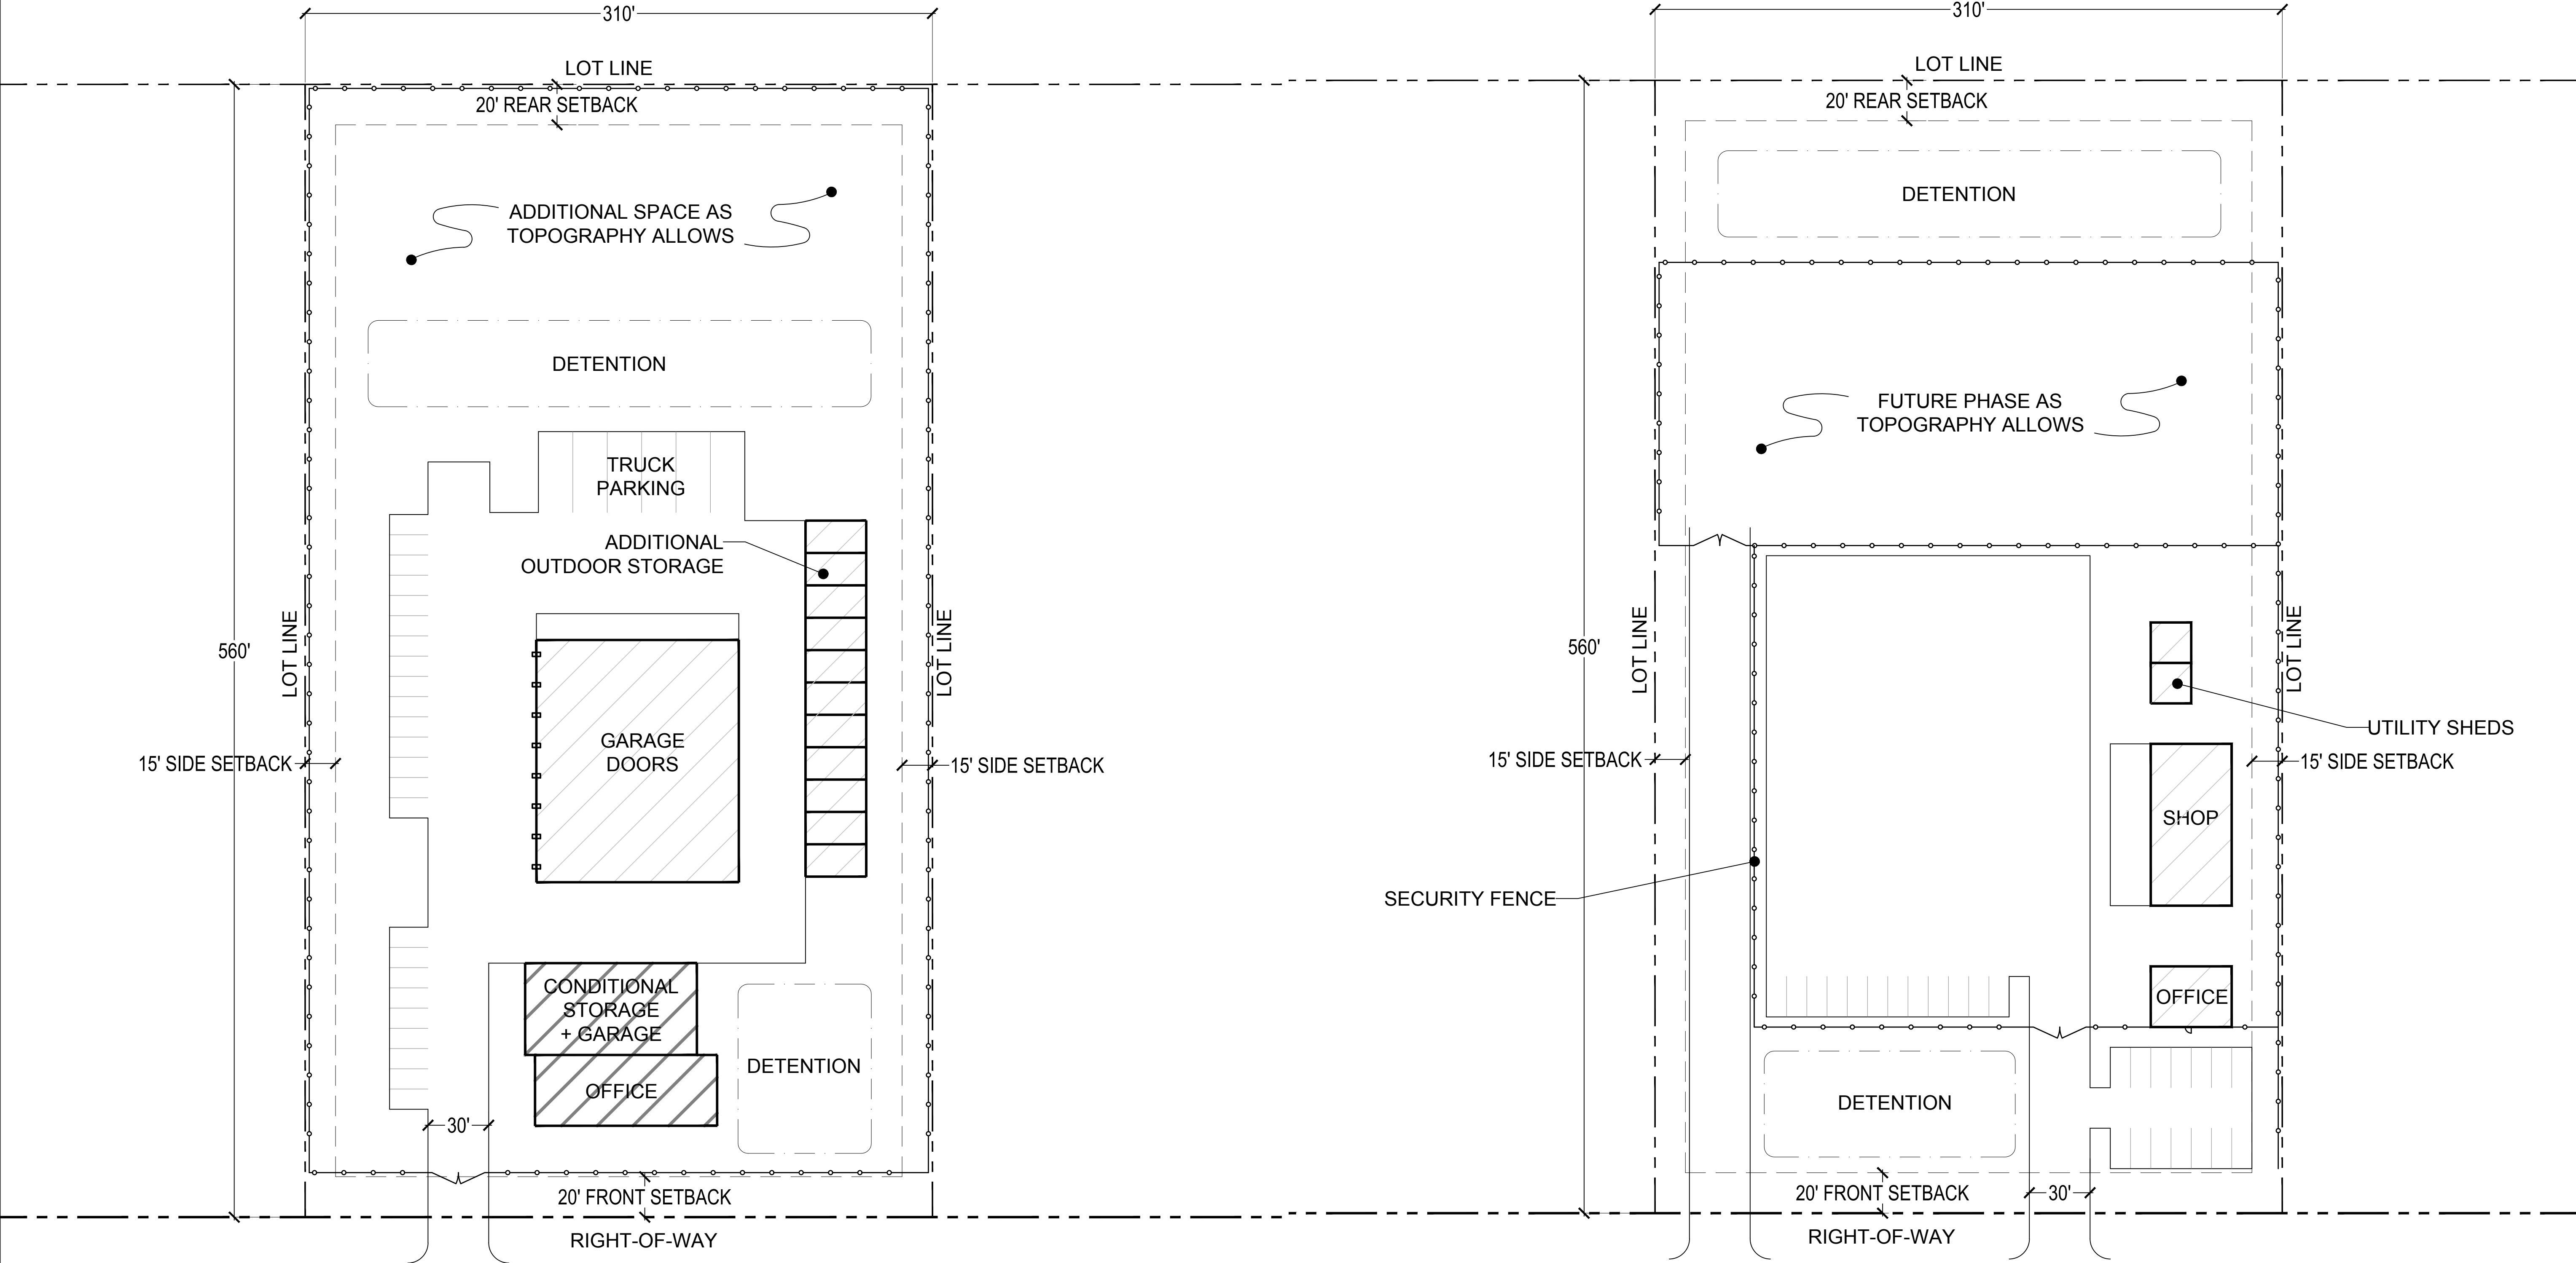 310'
LOT LINE
20' REAR SETBACK
ADDITIONAL SPACE AS
TOPOGRAPHY ALLOWS
DETENTION
TRUCK
PARKING
ADDITIONAL
OUTDOOR STORAGE
560'
LOT LINE
LOT LINE
GARAGE
DOORS
15' SIDE SETBACK
15' SIDE SETBACK
CONDITIONAL
STORAGE
+ GARAGE
DETENTION
OFFICE
30'
20' FRONT SETBACK
RIGHT-OF-WAY
310'
LOT LINE
20' REAR SETBACK
DETENTION
FUTURE PHASE AS
TOPOGRAPHY ALLOWS
560'
LOT LINE
LOT LINE
UTILITY SHEDS
15' SIDE SETBACK
15' SIDE SETBACK
SHOP
SECURITY FENCE
OFFICE
DETENTION
20' FRONT SETBACK
30'
RIGHT-OF-WAY